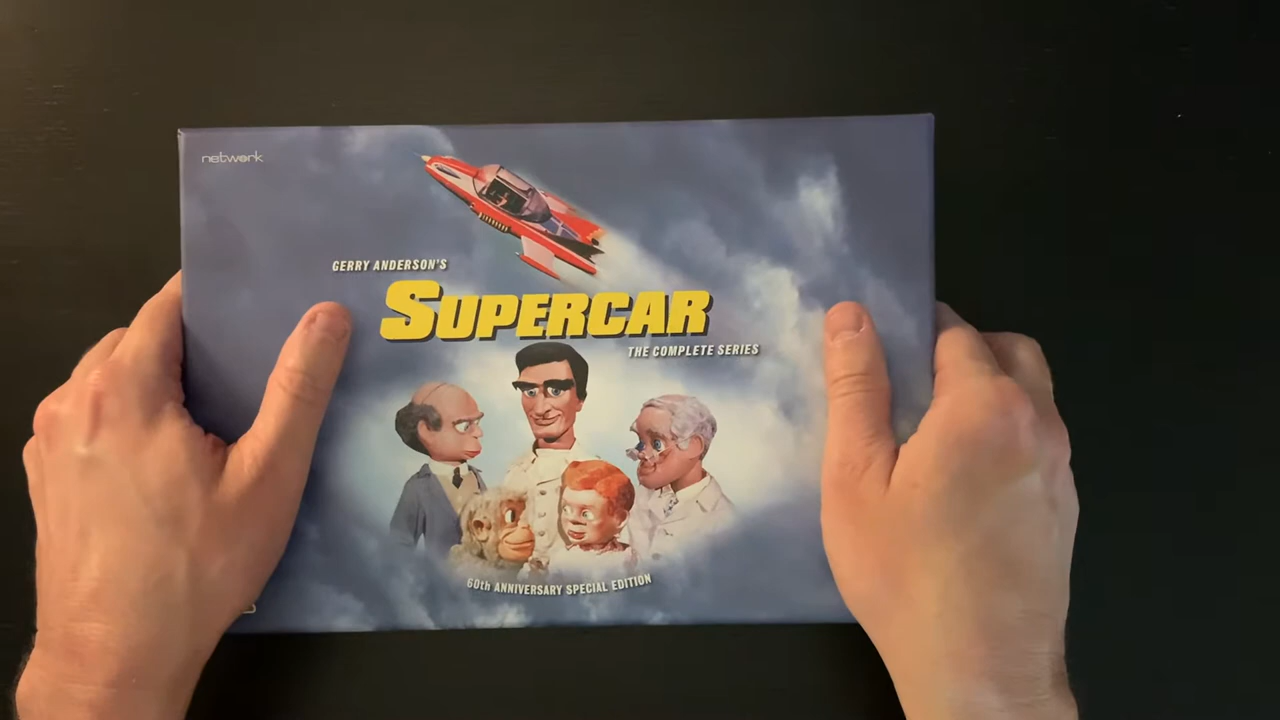 network
GERRY ANDERSON'S
SUPERCAR
THE COMPLETE SERIES
60th ANNIVERSARY SPECIAL EDITION